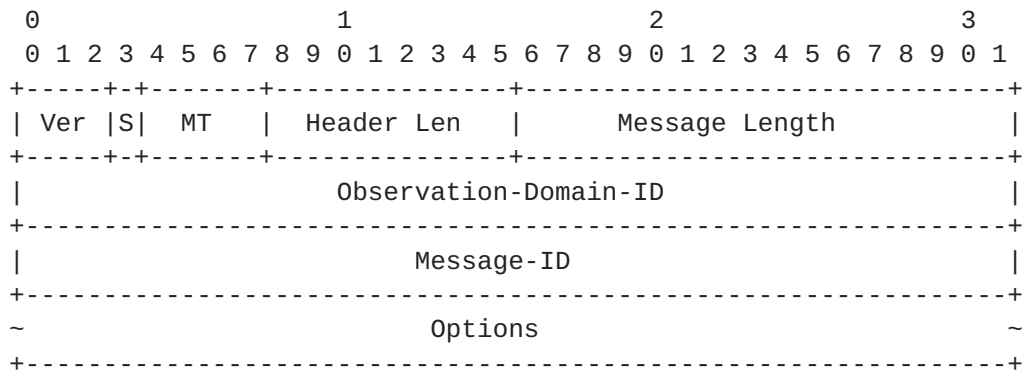 0                   1                   2                   3
0 1 2 3 4 5 6 7 8 9 0 1 2 3 4 5 6 7 8 9 0 1 2 3 4 5 6 7 8 9 0 1
+-----+-+-------+---------------+-------------------------------+
| Ver |S|  MT   |  Header Len   |      Message Length           |
+-----+-+-------+---------------+-------------------------------+
|                    Observation-Domain-ID                      |
+---------------------------------------------------------------+
|                         Message-ID                            |
+---------------------------------------------------------------+
~                          Options                              ~
+---------------------------------------------------------------+